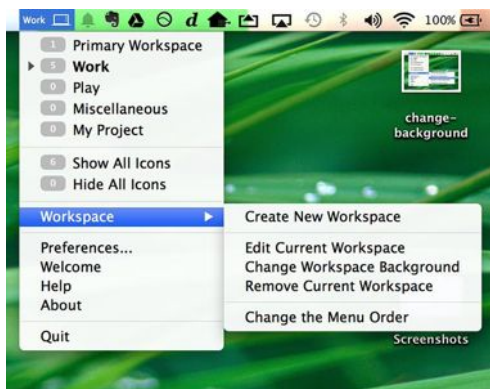 Work d 100%
1 Primary Workspace
5 Work
0 Play
0 Miscellaneous
0 My Project
6 Show All Icons
0 Hide All Icons
Workspace
Preferences...
Welcome
Help
About
Quit
Create New Workspace
Edit Current Workspace
Change Workspace Background
Remove Current Workspace
Change the Menu Order
change-
background
Screenshots